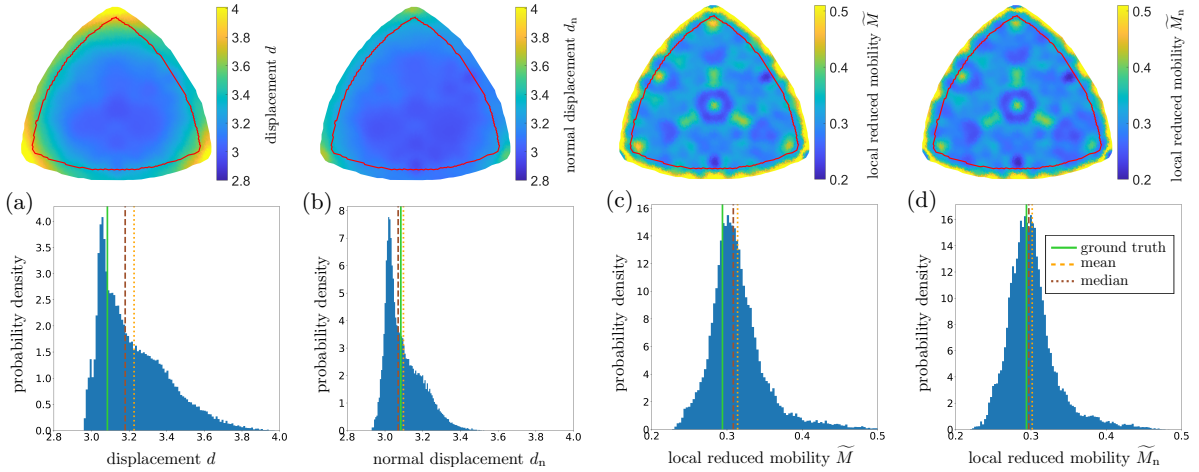 4
3.8
3.6
3.4
3.2
3
2.8
displacement d
4
3.8
3.6
3.4
3.2
3
2.8
normal displacement dₙ
0.5
0.4
0.3
0.2
local reduced mobility M̃
0.5
0.4
0.3
0.2
local reduced mobility M̃ₙ
(a)
(b)
(c)
(d)
4.0
3.5
3.0
2.5
2.0
1.5
1.0
0.5
0.0
probability density
2.8 3.0 3.2 3.4 3.6 3.8 4.0
displacement d
8
7
6
5
4
3
2
1
0
probability density
2.8 3.0 3.2 3.4 3.6 3.8 4.0
normal displacement dₙ
16
14
12
10
8
6
4
2
0
probability density
0.2 0.3 0.4 0.5
local reduced mobility M̃
16
14
12
10
8
6
4
2
0
probability density
0.2 0.3 0.4 0.5
local reduced mobility M̃ₙ
ground truth
mean
median